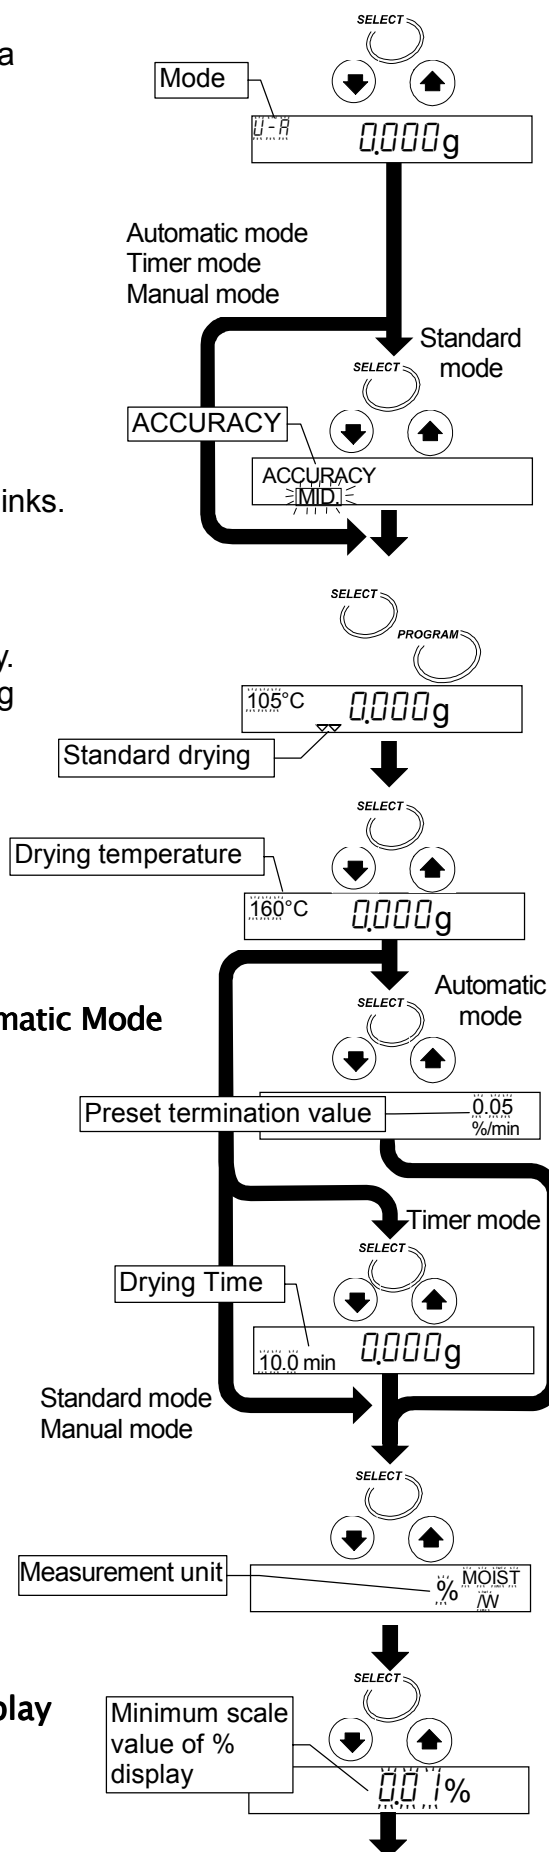 SELECT
a
Mode
U-A 0.000g
Automatic mode
Timer mode
Manual mode
Standard
mode
SELECT
ACCURACY
ACCURACY
MID.
inks.
SELECT
PROGRAM
y.
g
105°C 0.000g
Standard drying
SELECT
Drying temperature
160°C 0.000g
Automatic
mode
SELECT
matic Mode
Preset termination value
0.05
%/min
Timer mode
SELECT
Drying Time
10.0 min 0.000g
Standard mode
Manual mode
SELECT
Measurement unit
% MOIST
/W
SELECT
play
Minimum scale
value of %
display
0.01%